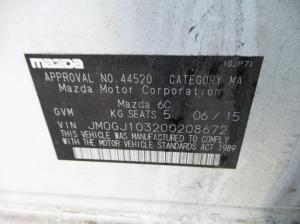 mazda
(GJP7)
APPROVAL NO.44520 CATEGORY MA
Mazda Motor Corporation
Mazda 6C
GVM KG SEATS 5 06/15
VIN JM0GJ103200208672
THIS VEHICLE WAS MANUFACTURED TO COMPLY
WITH THE MOTOR VEHICLE STANDARDS ACT 1989